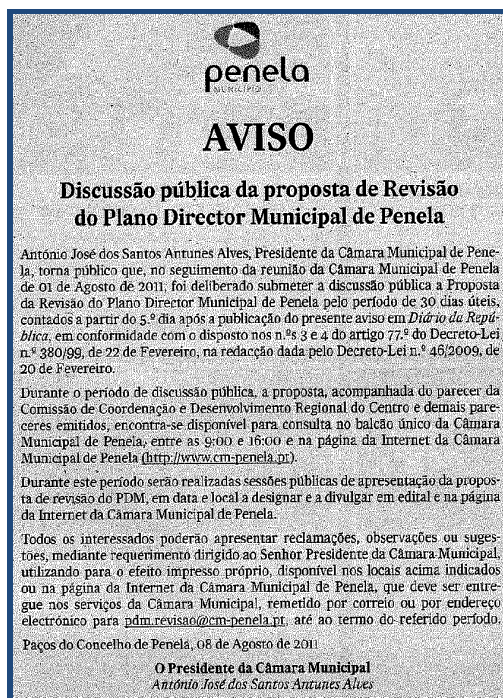 penela
MUNICÍPIO
AVISO
Discussão pública da proposta de Revisão
do Plano Director Municipal de Penela
António José dos Santos Antunes Alves, Presidente da Câmara Municipal de Pene-
la, torna público que, no seguimento da reunião da Câmara Municipal de Penela
de 01 de Agosto de 2011, foi deliberado submeter a discussão pública a Proposta
da Revisão do Plano Director Municipal de Penela pelo período de 30 dias úteis,
contados a partir do 5.º dia após a publicação do presente aviso em Diário da Repú-
blica, em conformidade com o disposto nos n.ºs 3 e 4 do artigo 77.º do Decreto-Lei
n.º 380/99, de 22 de Fevereiro, na redacção dada pelo Decreto-Lei n.º 46/2009, de
20 de Fevereiro.
Durante o período de discussão pública, a proposta, acompanhada do parecer da
Comissão de Coordenação e Desenvolvimento Regional do Centro e demais pare-
ceres emitidos, encontra-se disponível para consulta no balcão único da Câmara
Municipal de Penela, entre as 9:00 e 16:00 e na página da Internet da Câmara
Municipal de Penela (http://www.cm-penela.pt).
Durante este período serão realizadas sessões públicas de apresentação da propos-
ta de revisão do PDM, em data e local a designar e a divulgar em edital e na página
da Internet da Câmara Municipal de Penela.
Todos os interessados poderão apresentar reclamações, observações ou suges-
tões, mediante requerimento dirigido ao Senhor Presidente da Câmara Municipal,
utilizando para o efeito impresso próprio, disponível nos locais acima indicados
ou na página da Internet da Câmara Municipal de Penela, que deve ser entre-
gue nos serviços da Câmara Municipal, remetido por correio ou por endereço
electrónico para pdm.revisao@cm-penela.pt, até ao termo do referido período.
Paços do Concelho de Penela, 08 de Agosto de 2011
O Presidente da Câmara Municipal
António José dos Santos Antunes Alves